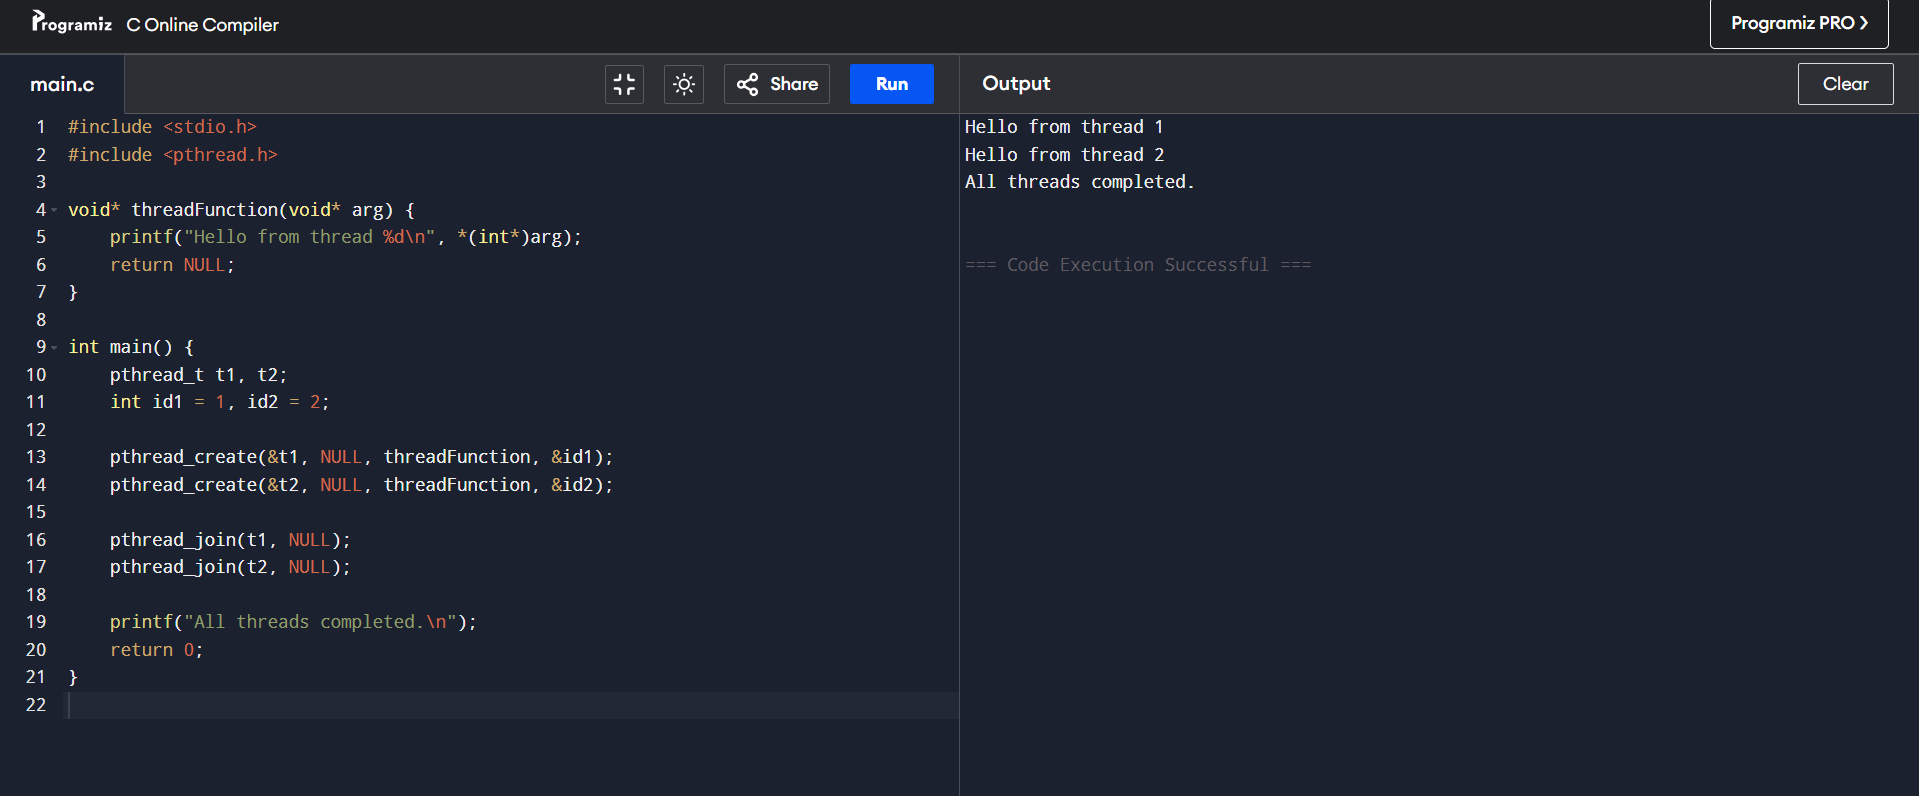 Programiz C Online Compiler Programiz PRO ❯
main.c Share Run Output Clear
1 #include <stdio.h>
2 #include <pthread.h>
3
4 void* threadFunction(void* arg) {
5     printf("Hello from thread %d\n", *(int*)arg);
6     return NULL;
7 }
8
9 int main() {
10     pthread_t t1, t2;
11     int id1 = 1, id2 = 2;
12
13     pthread_create(&t1, NULL, threadFunction, &id1);
14     pthread_create(&t2, NULL, threadFunction, &id2);
15
16     pthread_join(t1, NULL);
17     pthread_join(t2, NULL);
18
19     printf("All threads completed.\n");
20     return 0;
21 }
22
Hello from thread 1
Hello from thread 2
All threads completed.
=== Code Execution Successful ===